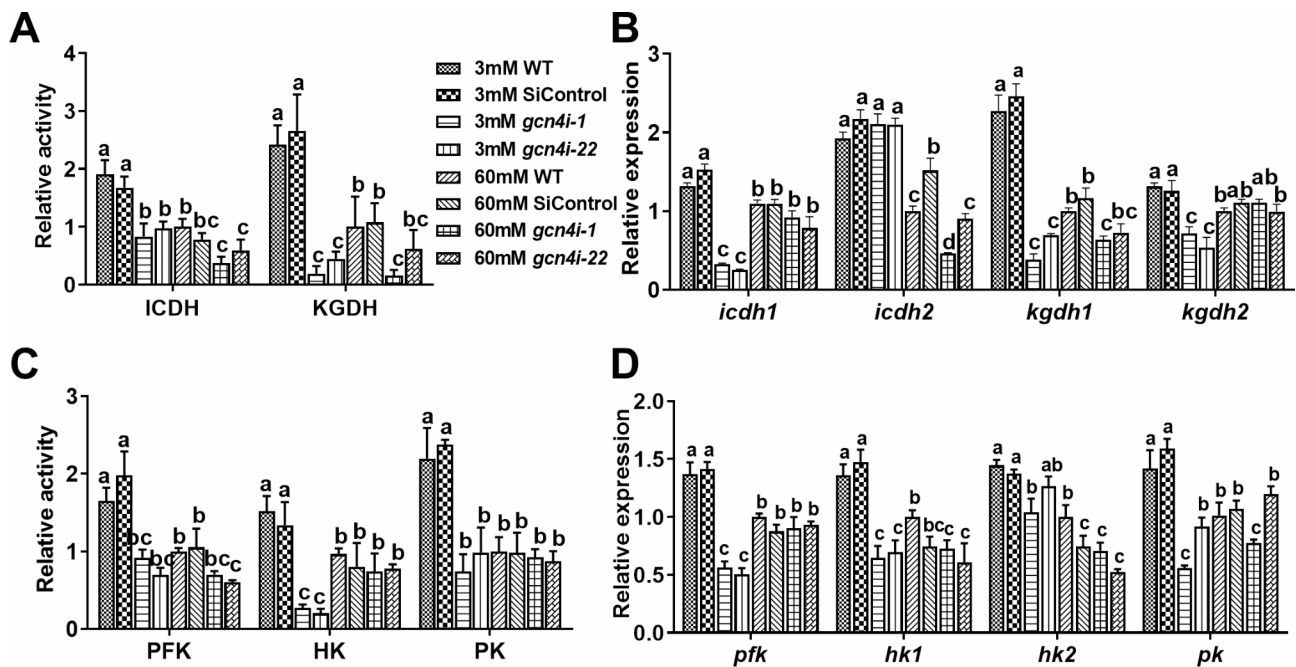 A
Relative activity
4
3
2
1
0
a a b b b bc c c
a a c c b b c bc
ICDH KGDH
3mM WT
3mM SiControl
3mM gcn4i-1
3mM gcn4i-22
60mM WT
60mM SiControl
60mM gcn4i-1
60mM gcn4i-22
B
Relative expression
3
2
1
0
a a c c b b b b
a a a a c b d c
a a c c b b c bc
a a c c b ab ab b
icdh1 icdh2 kgdh1 kgdh2
C
Relative activity
3
2
1
0
a a bc bc b b bc c
a a c c b b b b
a a b b b b b b
PFK HK PK
D
Relative expression
2.0
1.5
1.0
0.5
0.0
a a c c b b b b
a a c c b bc c c
a a b ab b c c c
a a c b b b c b
pfk hk1 hk2 pk